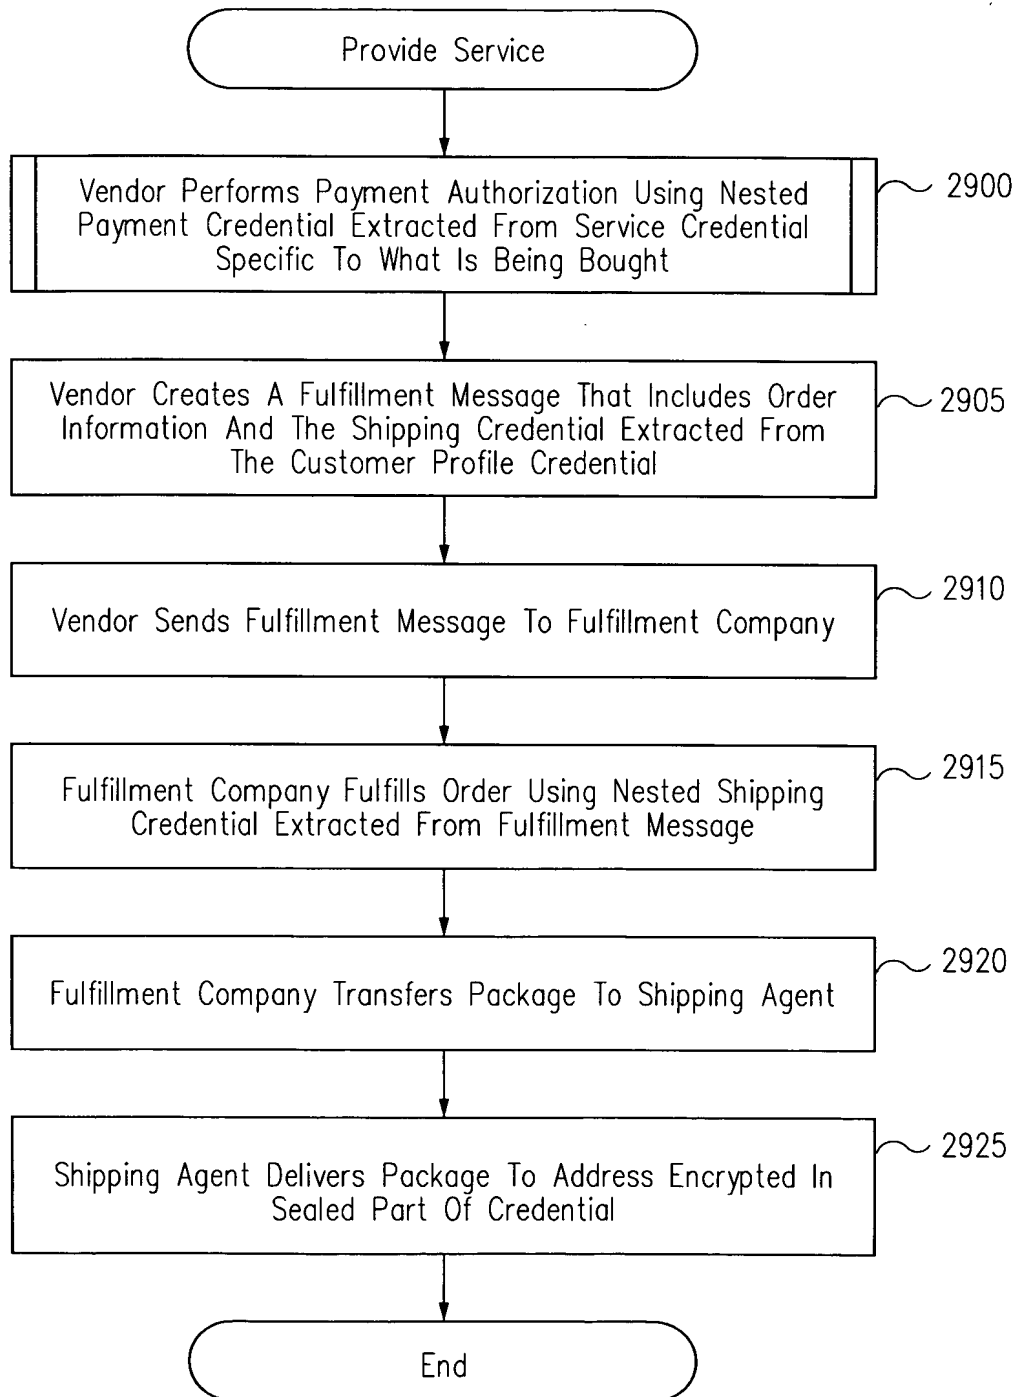 Provide Service
Vendor Performs Payment Authorization Using Nested
Payment Credential Extracted From Service Credential
Specific To What Is Being Bought
2900
Vendor Creates A Fulfillment Message That Includes Order
Information And The Shipping Credential Extracted From
The Customer Profile Credential
2905
Vendor Sends Fulfillment Message To Fulfillment Company
2910
Fulfillment Company Fulfills Order Using Nested Shipping
Credential Extracted From Fulfillment Message
2915
Fulfillment Company Transfers Package To Shipping Agent
2920
Shipping Agent Delivers Package To Address Encrypted In
Sealed Part Of Credential
2925
End